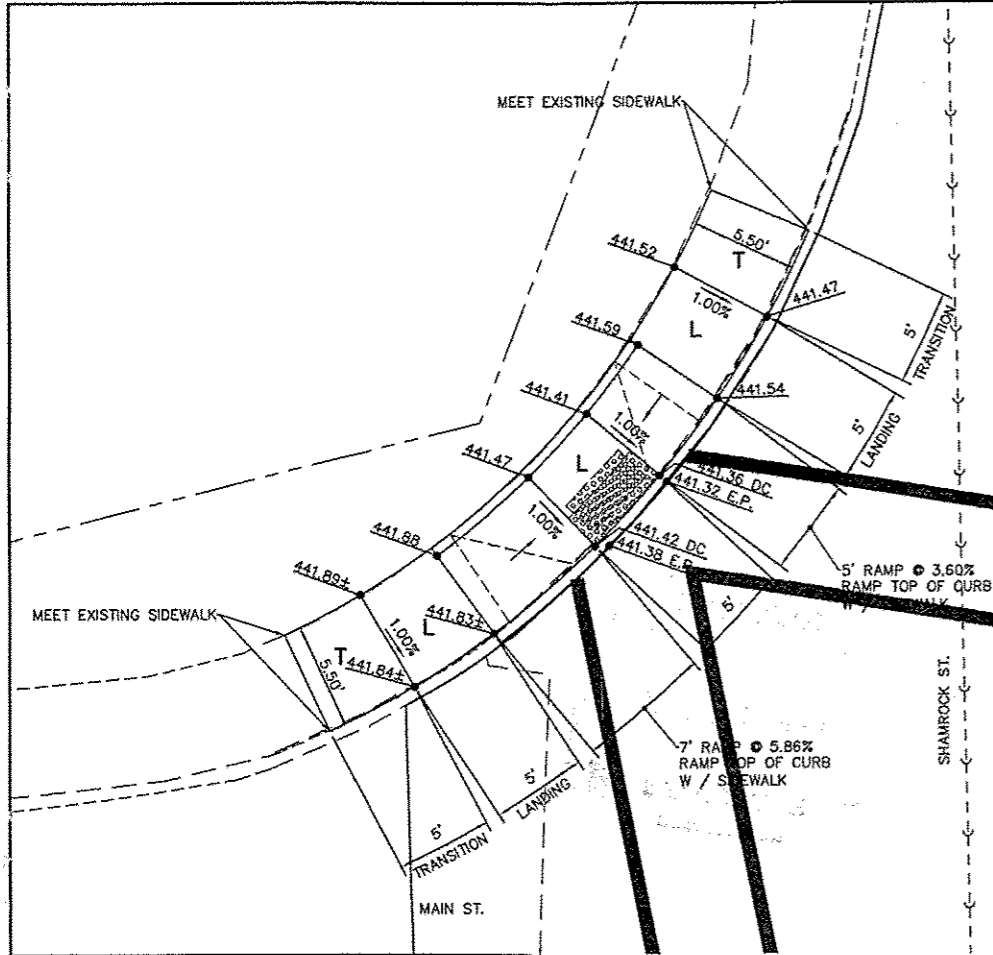 MEET EXISTING SIDEWALK
5.50'
T
441.52
441.47
1.00%
L
5'
TRANSITION
441.59
441.54
5'
LANDING
441.41
1.00%
441.47
L
441.36 DC
441.32 E.P.
1.00%
441.42 DC
441.38 E.P.
5' RAMP @ 3.60%
RAMP TOP OF CURB
W /
5'
441.88
441.89±
MEET EXISTING SIDEWALK
441.83±
L
1.00%
T
441.84±
5.50'
7' RAMP @ 5.86%
RAMP TOP OF CURB
W / SIDEWALK
5'
LANDING
5'
TRANSITION
MAIN ST.
SHAMROCK ST.